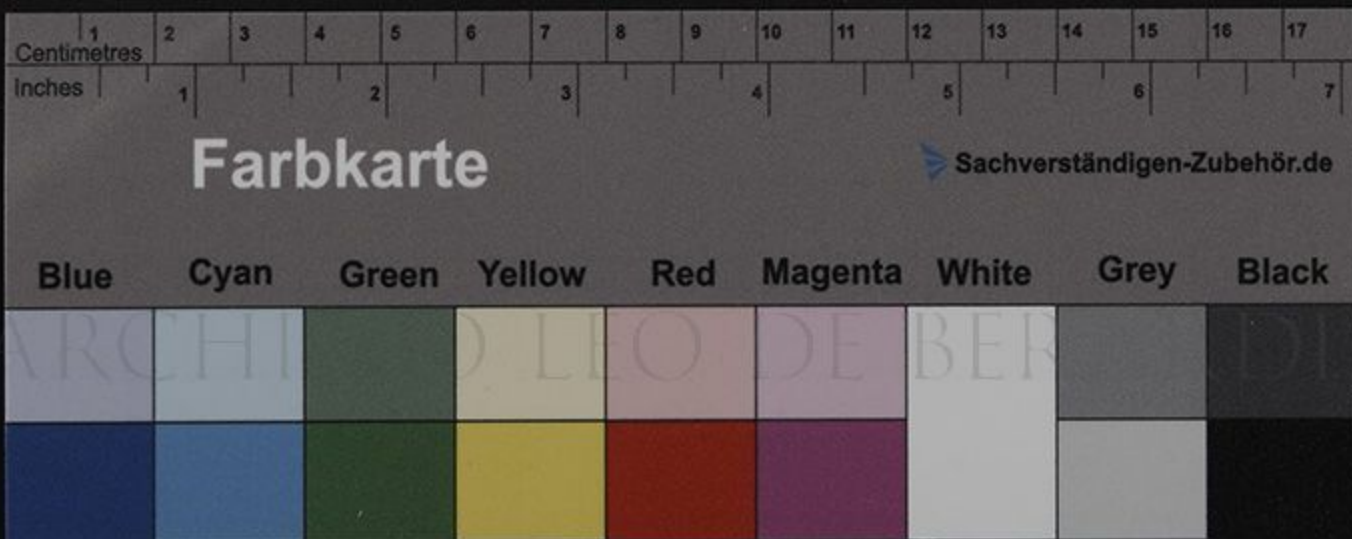 1 2 3 4 5 6 7 8 9 10 11 12 13 14 15 16 17
Centimetres
Inches 1 2 3 4 5 6 7
Farbkarte
Sachverständigen-Zubehör.de
Blue Cyan Green Yellow Red Magenta White Grey Black
LEO DE